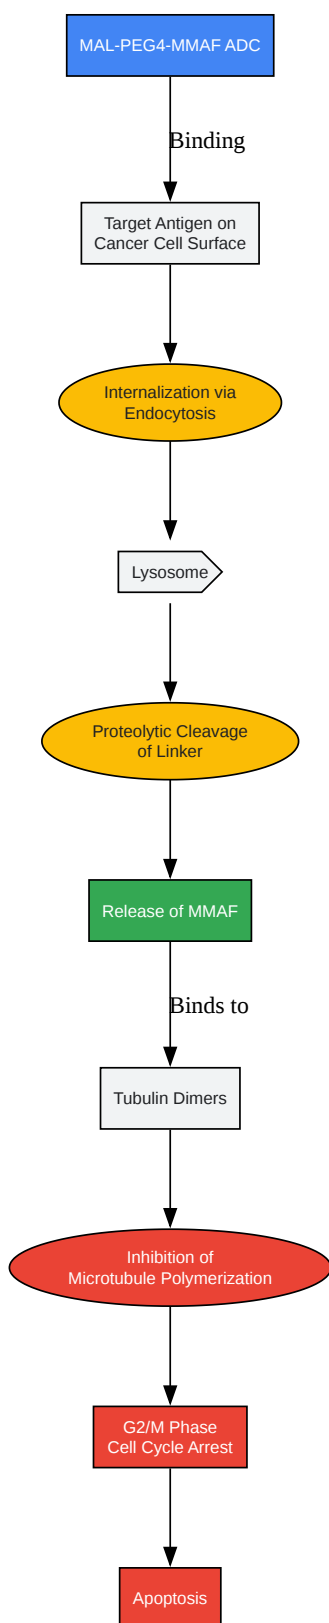 MAL-PEG4-MMAF ADC
Binding
Target Antigen on
Cancer Cell Surface
Internalization via
Endocytosis
Lysosome
Proteolytic Cleavage
of Linker
Release of MMAF
Binds to
Tubulin Dimers
Inhibition of
Microtubule Polymerization
G2/M Phase
Cell Cycle Arrest
Apoptosis